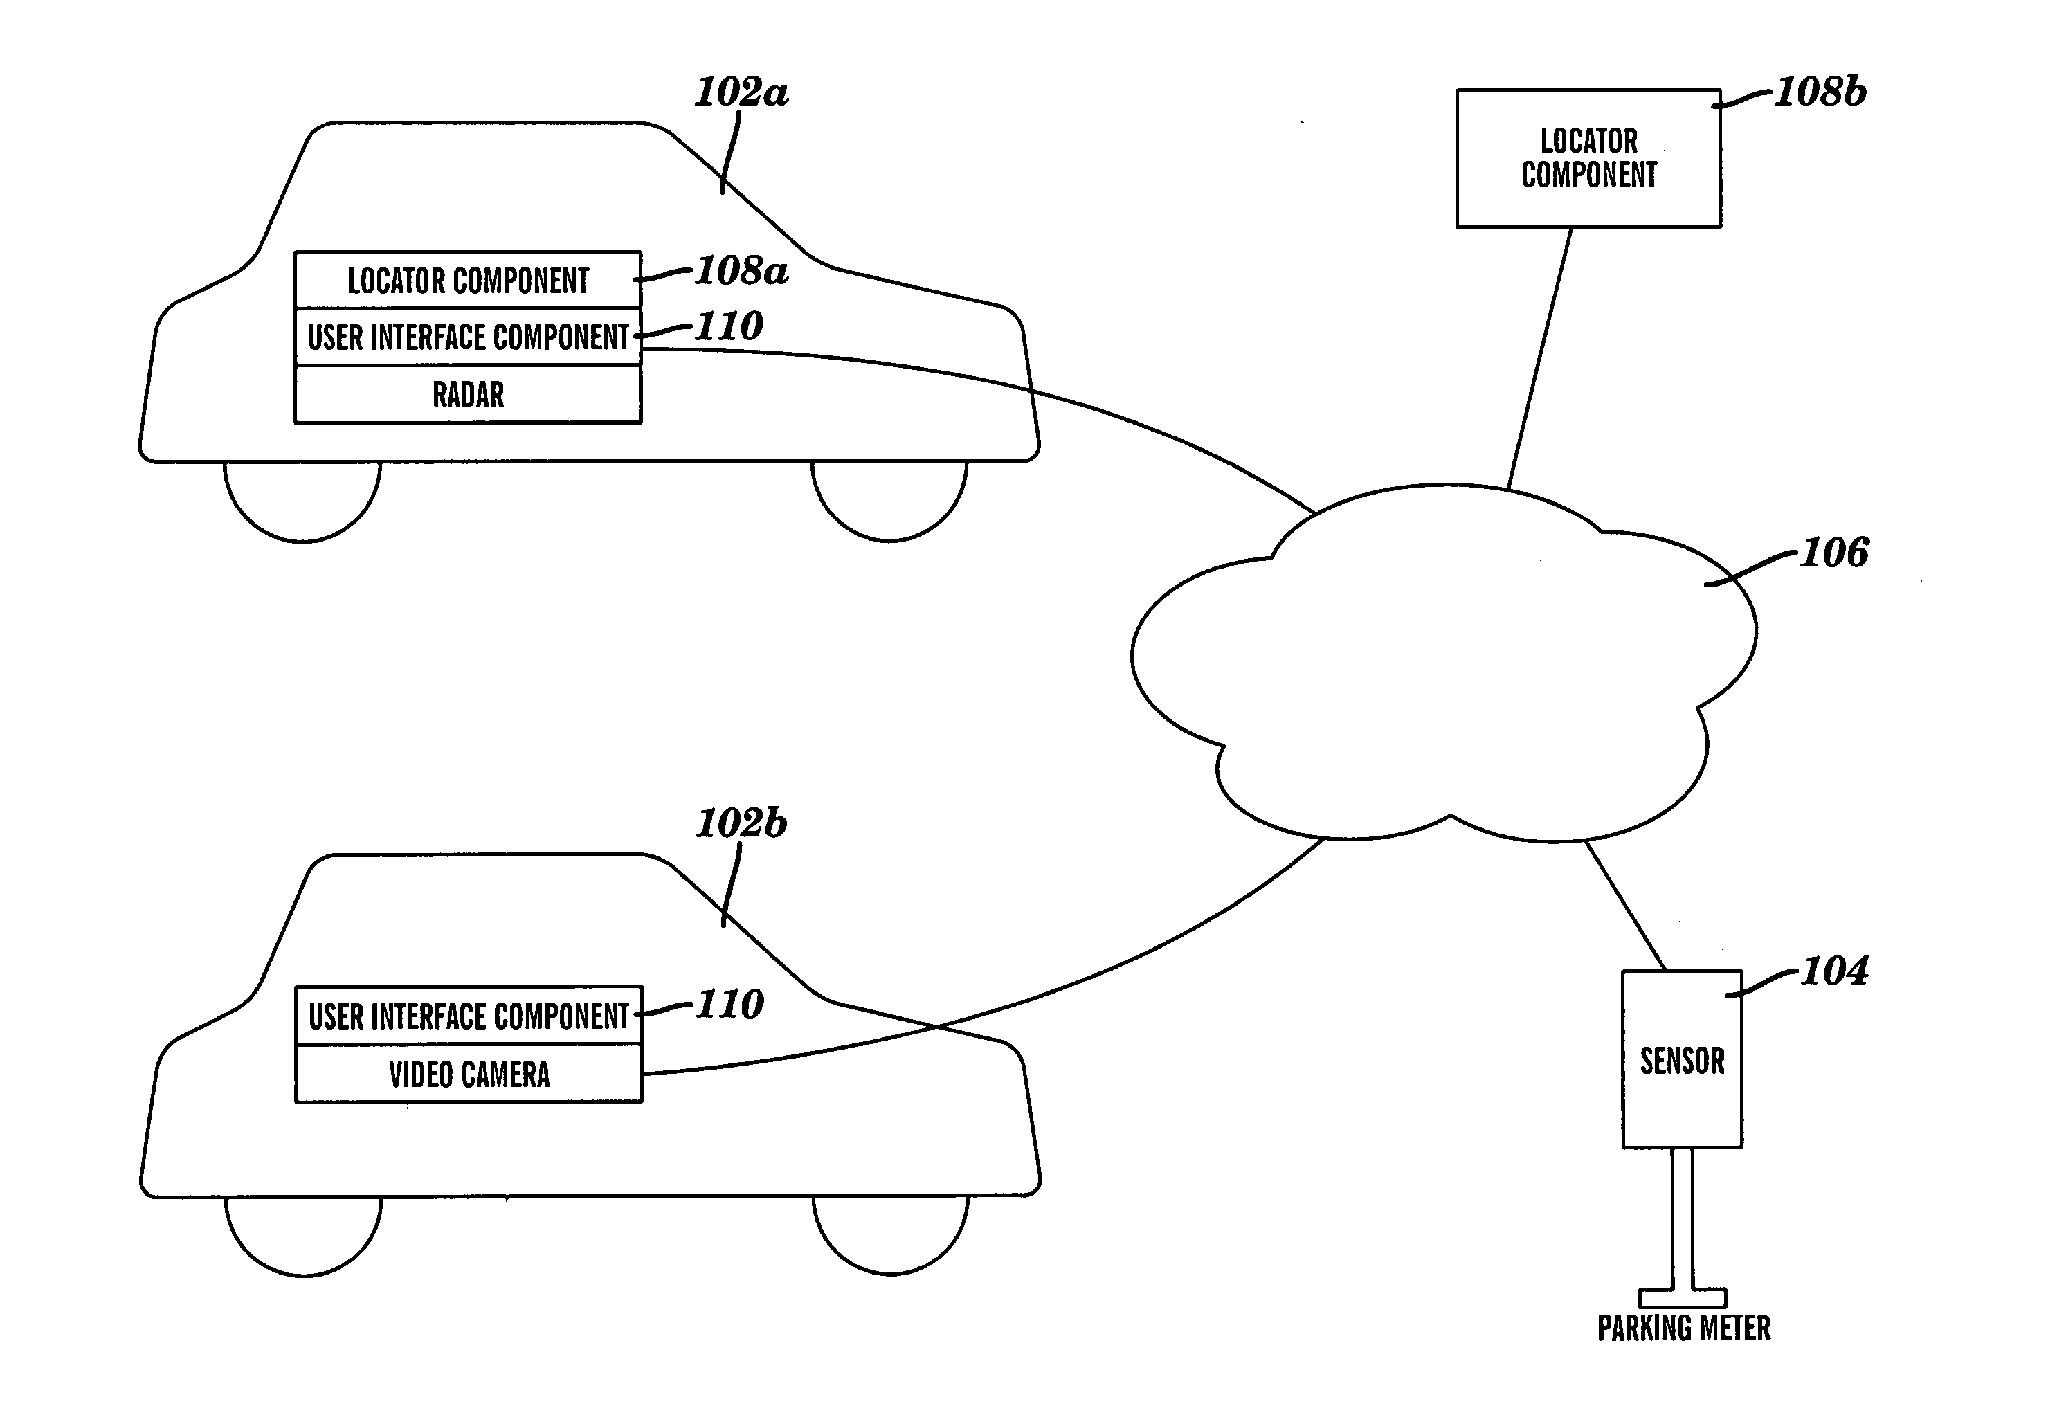 102a
108b
LOCATOR
COMPONENT
LOCATOR COMPONENT
108a
USER INTERFACE COMPONENT
110
RADAR
106
102b
USER INTERFACE COMPONENT
110
VIDEO CAMERA
104
SENSOR
PARKING METER